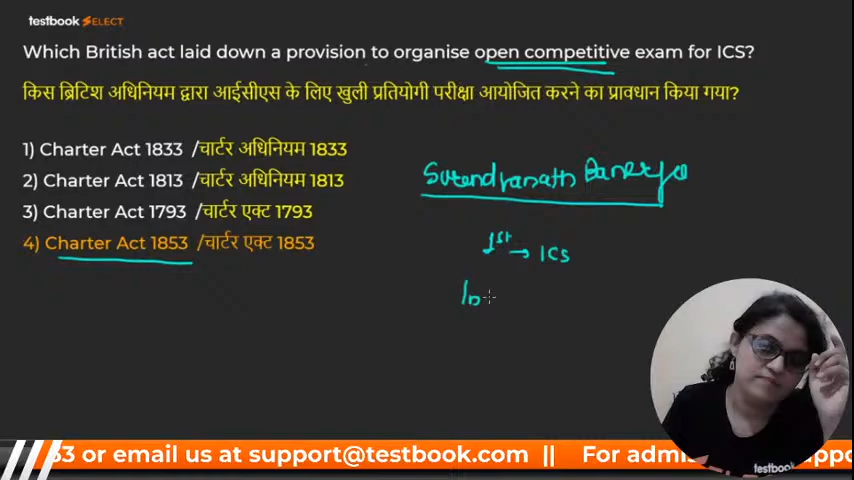 testbook SELECT
Which British act laid down a provision to organise open competitive exam for ICS?
किस ब्रिटिश अधिनियम द्वारा आईसीएस के लिए खुली प्रतियोगी परीक्षा आयोजित करने का प्रावधान किया गया?
1) Charter Act 1833 /चार्टर अधिनियम 1833
2) Charter Act 1813 /चार्टर अधिनियम 1813
3) Charter Act 1793 /चार्टर एक्ट 1793
4) Charter Act 1853 /चार्टर एक्ट 1853
Surendranath Banerjee
1st → ICS
testbook
33 or email us at support@testbook.com || For